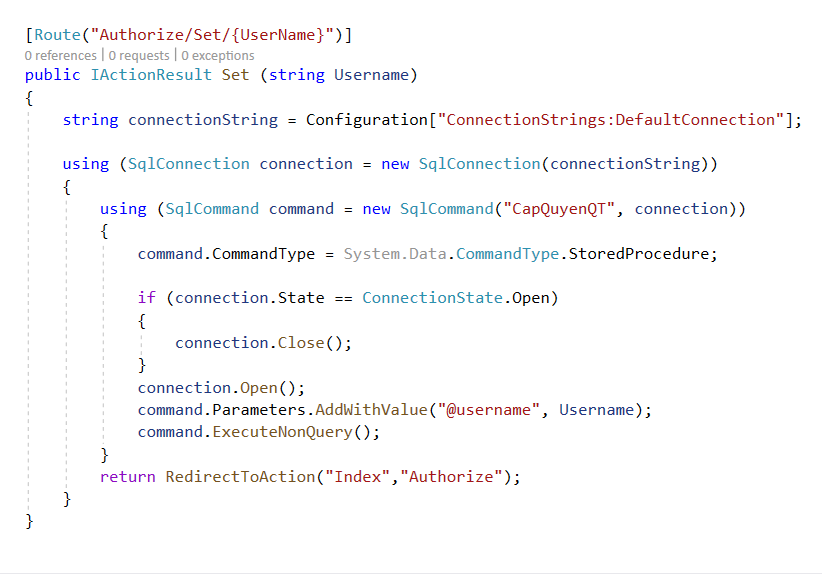 [Route("Authorize/Set/{UserName}")]
0 references | 0 requests | 0 exceptions
public IActionResult Set (string Username)
{
string connectionString = Configuration["ConnectionStrings:DefaultConnection"];
using (SqlConnection connection = new SqlConnection(connectionString))
{
using (SqlCommand command = new SqlCommand("CapQuyenQT", connection))
{
command.CommandType = System.Data.CommandType.StoredProcedure;
if (connection.State == ConnectionState.Open)
{
connection.Close();
}
connection.Open();
command.Parameters.AddWithValue("@username", Username);
command.ExecuteNonQuery();
}
return RedirectToAction("Index","Authorize");
}
}